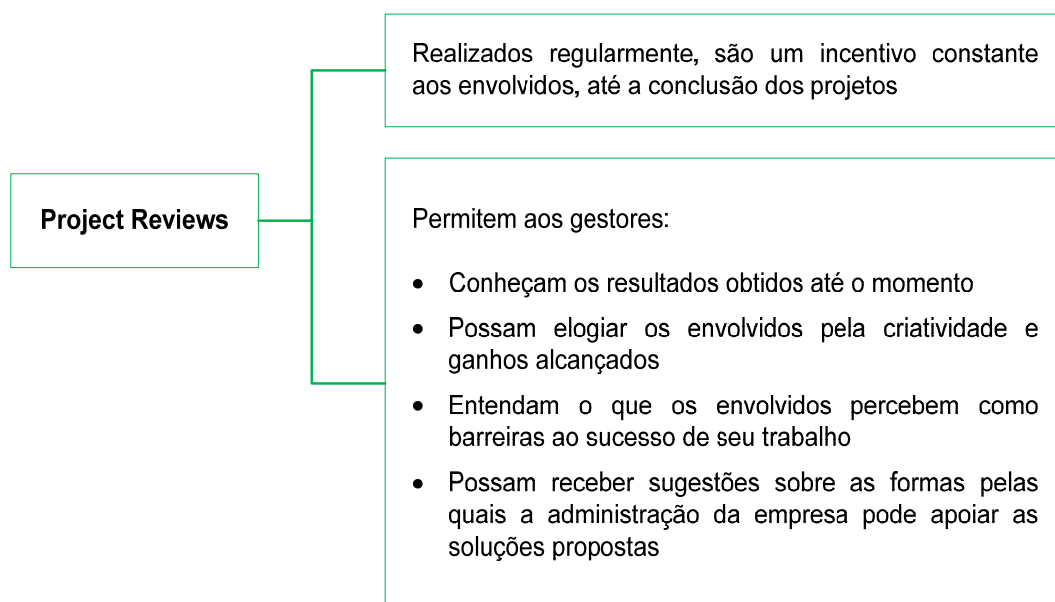 Realizados regularmente, são um incentivo constante
aos envolvidos, até a conclusão dos projetos
Project Reviews
Permitem aos gestores:
• Conheçam os resultados obtidos até o momento
• Possam elogiar os envolvidos pela criatividade e
ganhos alcançados
• Entendam o que os envolvidos percebem como
barreiras ao sucesso de seu trabalho
• Possam receber sugestões sobre as formas pelas
quais a administração da empresa pode apoiar as
soluções propostas